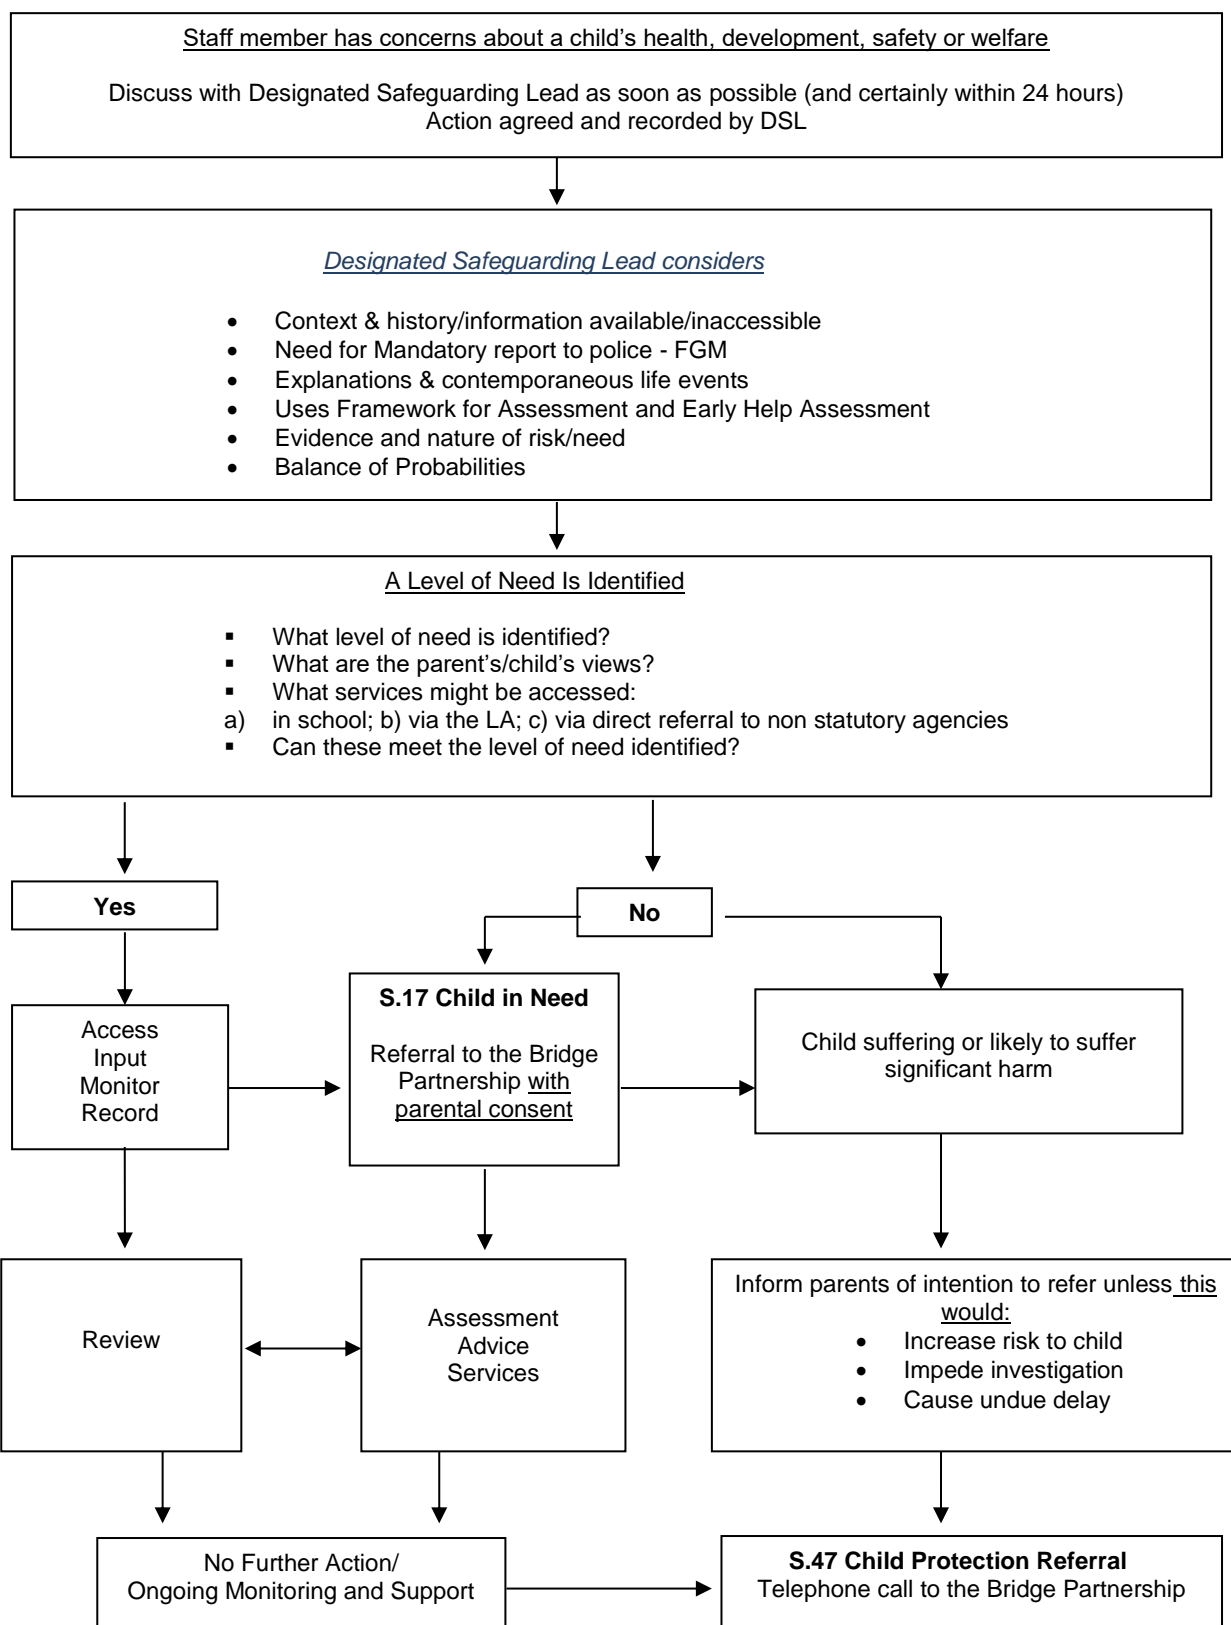 Staff member has concerns about a child's health, development, safety or welfare
Discuss with Designated Safeguarding Lead as soon as possible (and certainly within 24 hours)
Action agreed and recorded by DSL
Designated Safeguarding Lead considers
• Context & history/information available/inaccessible
• Need for Mandatory report to police - FGM
• Explanations & contemporaneous life events
• Uses Framework for Assessment and Early Help Assessment
• Evidence and nature of risk/need
• Balance of Probabilities
A Level of Need Is Identified
▪ What level of need is identified?
▪ What are the parent's/child's views?
▪ What services might be accessed:
a) in school; b) via the LA; c) via direct referral to non statutory agencies
▪ Can these meet the level of need identified?
Yes
No
Access
Input
Monitor
Record
S.17 Child in Need
Referral to the Bridge
Partnership with
parental consent
Child suffering or likely to suffer
significant harm
Review
Assessment
Advice
Services
Inform parents of intention to refer unless this
would:
• Increase risk to child
• Impede investigation
• Cause undue delay
No Further Action/
Ongoing Monitoring and Support
S.47 Child Protection Referral
Telephone call to the Bridge Partnership